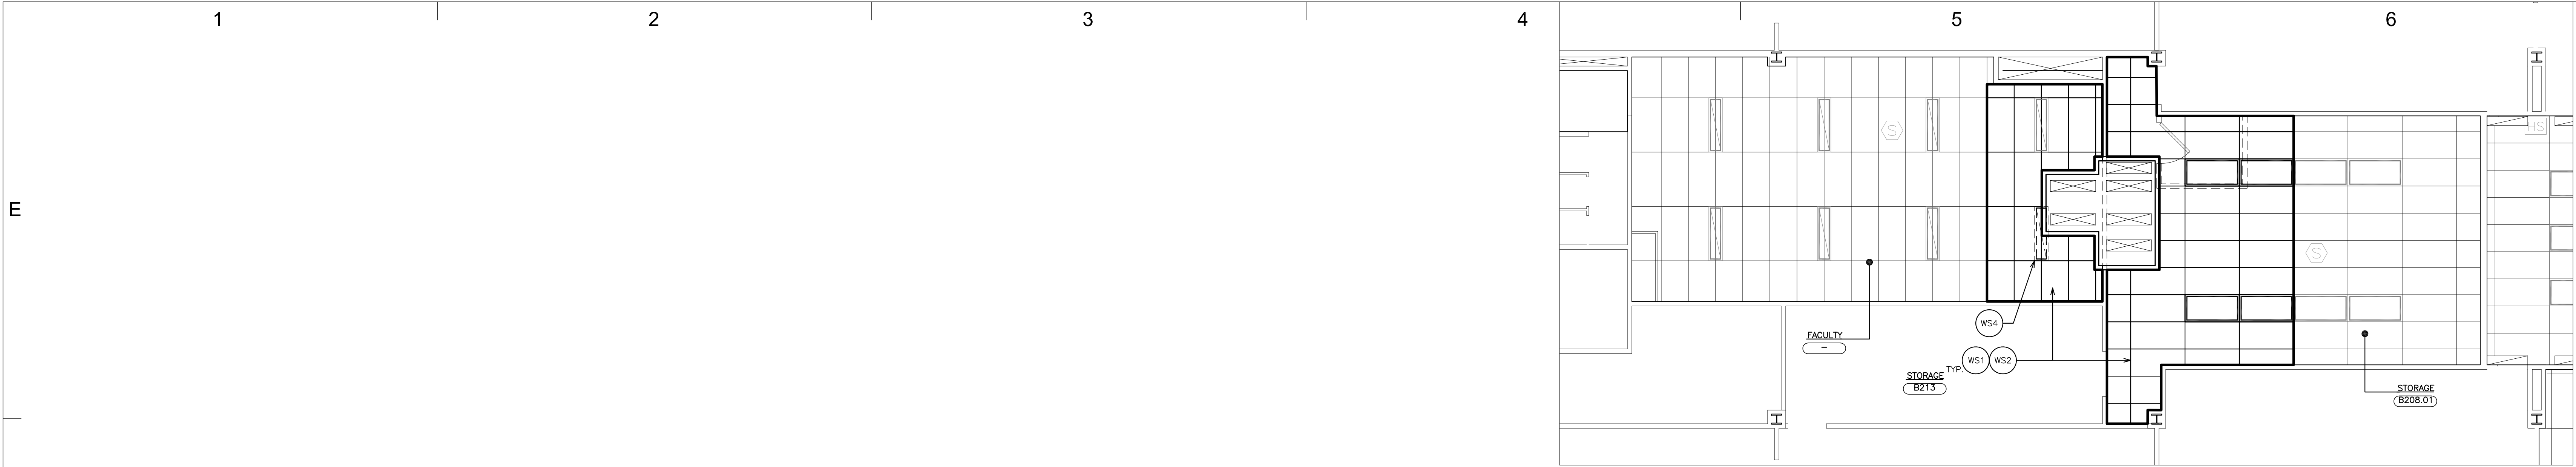 1 2 3 4 5 6
E
S
HS
S
WS4
FACULTY
–
TYP.
WS1 WS2
STORAGE
B213
STORAGE
B208.01